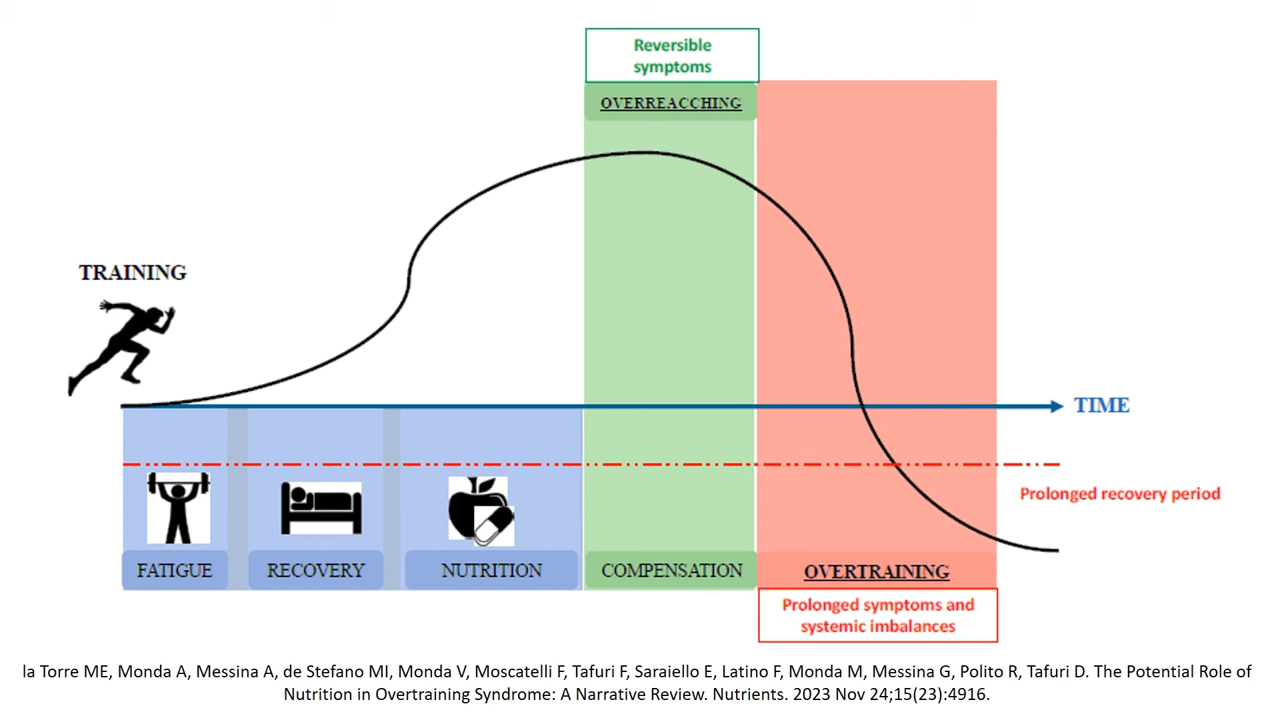 Reversible
symptoms
OVERREACCHING
TRAINING
TIME
Prolonged recovery period
FATIGUE
RECOVERY
NUTRITION
COMPENSATION
OVERTRAINING
Prolonged symptoms and
systemic imbalances
la Torre ME, Monda A, Messina A, de Stefano MI, Monda V, Moscatelli F, Tafuri F, Saraiello E, Latino F, Monda M, Messina G, Polito R, Tafuri D. The Potential Role of
Nutrition in Overtraining Syndrome: A Narrative Review. Nutrients. 2023 Nov 24;15(23):4916.